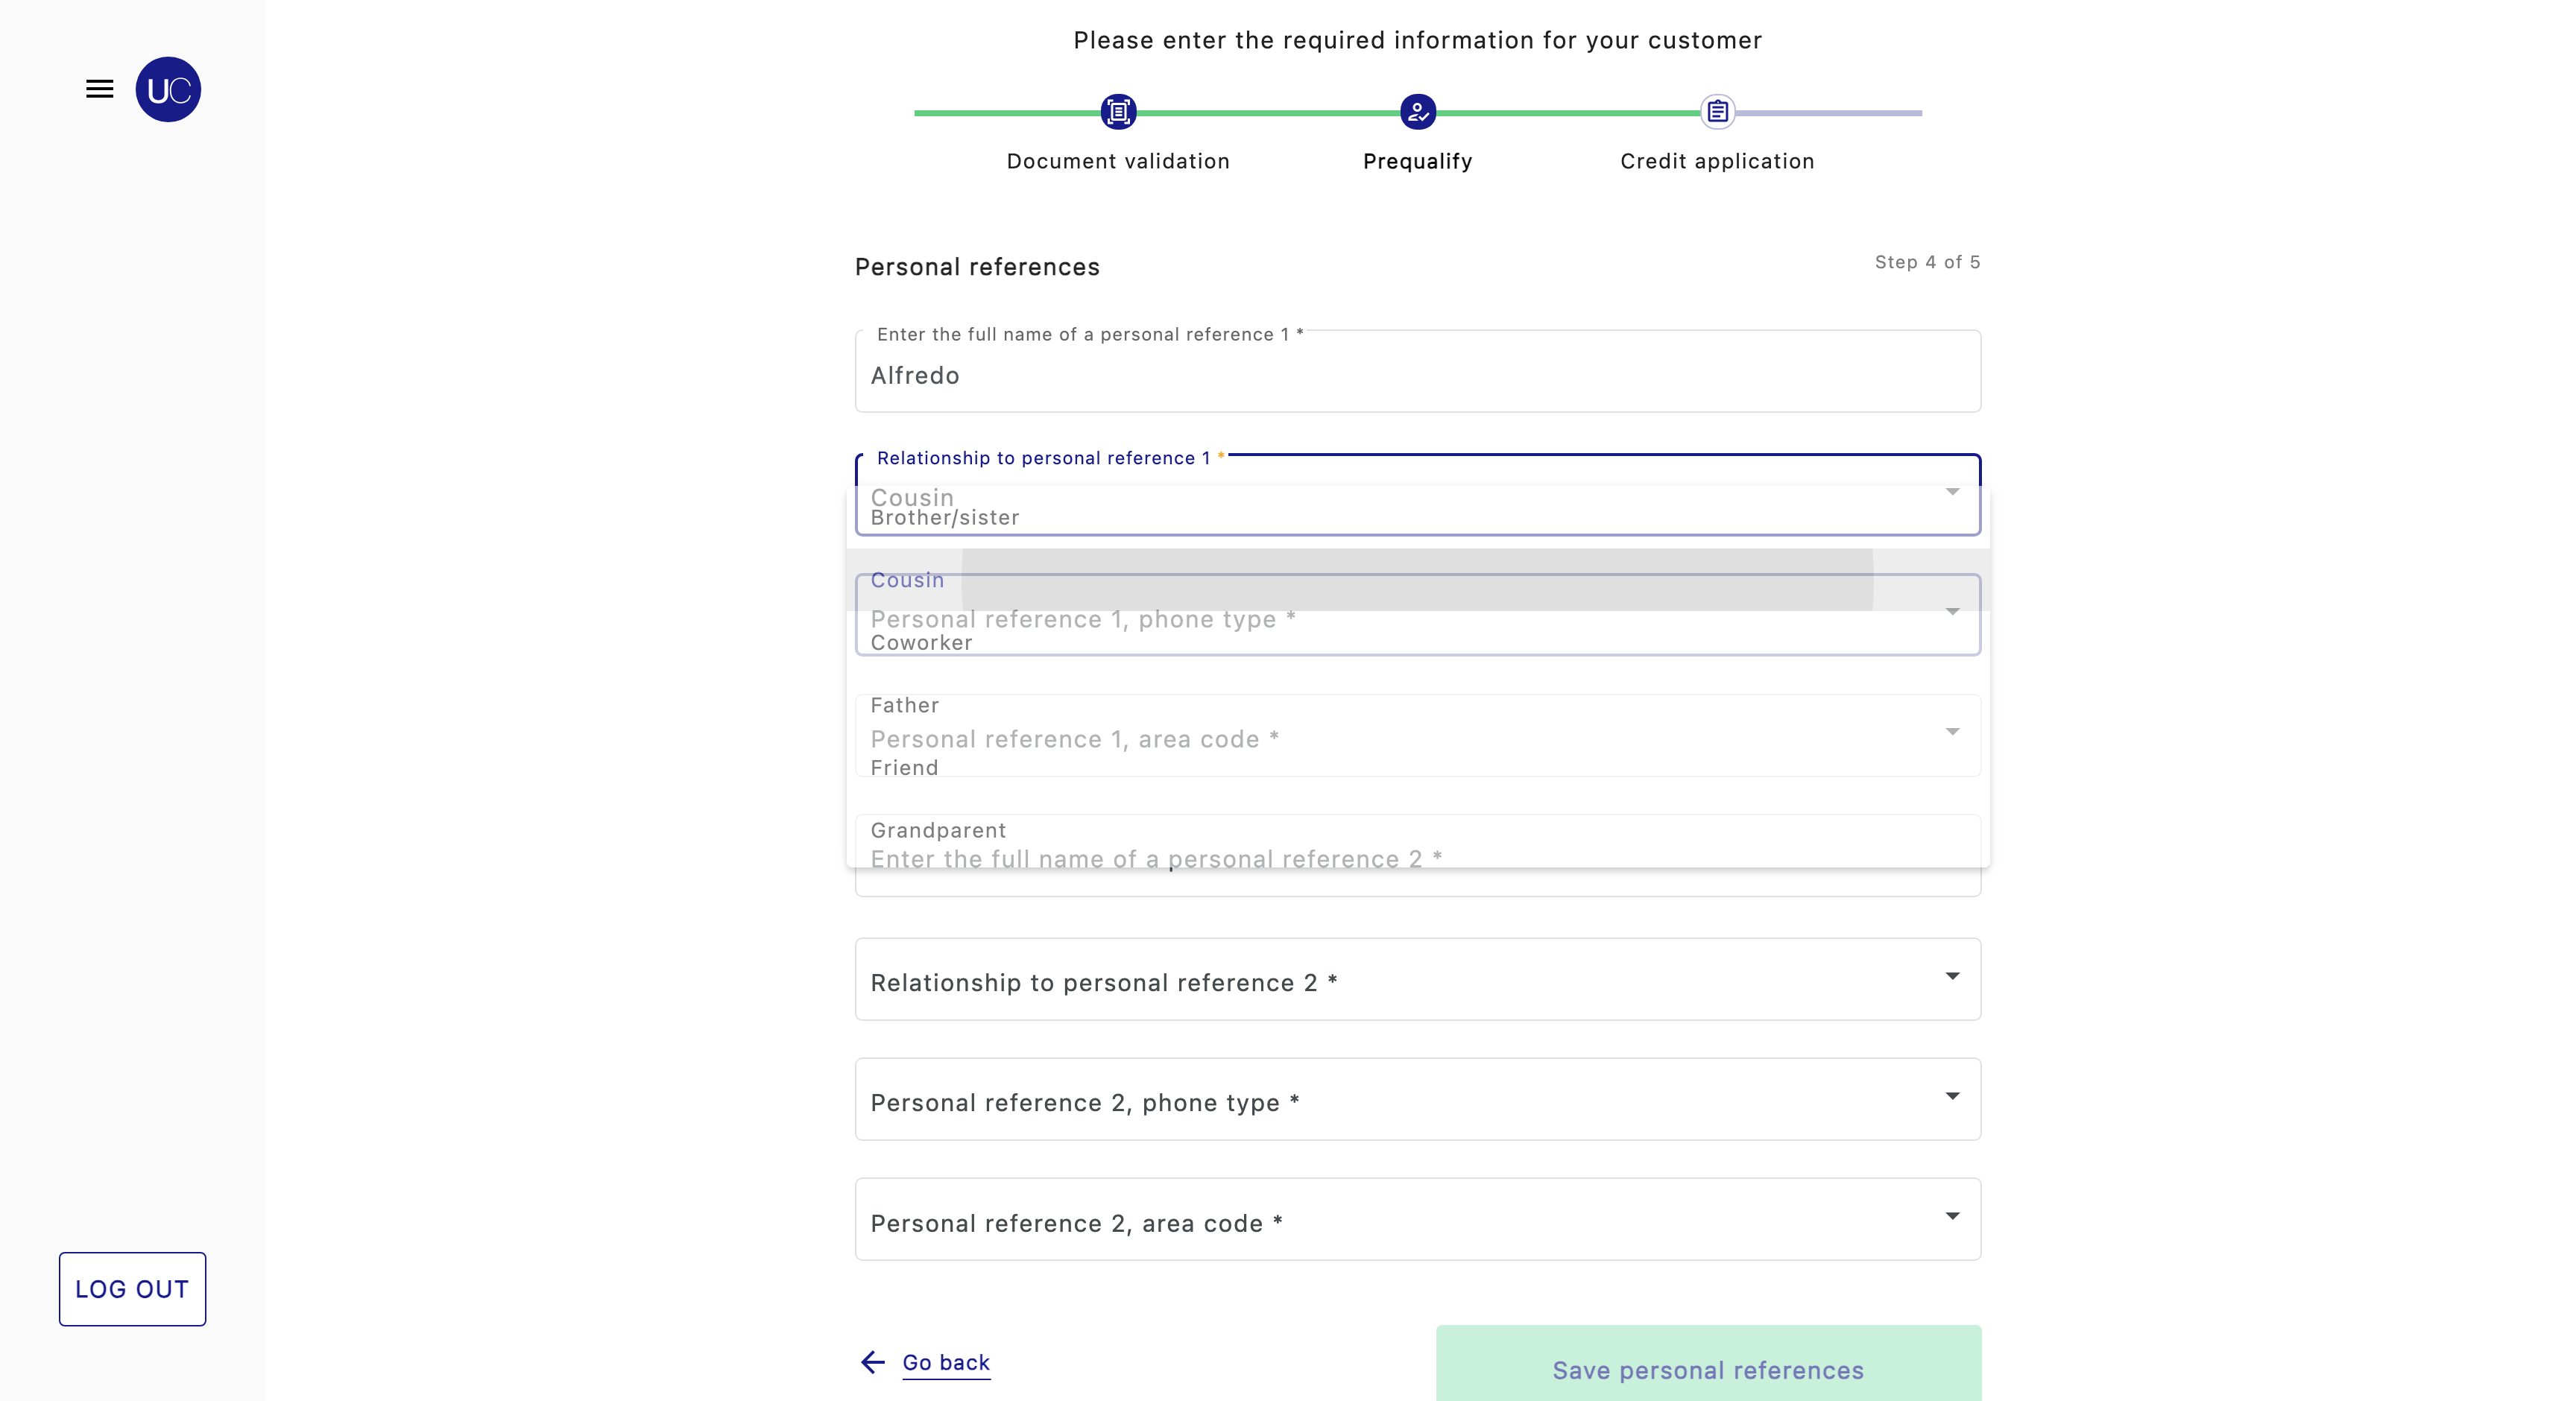 Please enter the required information for your customer
UC
Document validation
Prequalify
Credit application
Personal references
Step 4 of 5
Enter the full name of a personal reference 1 *
Alfredo
Relationship to personal reference 1 *
Cousin
Brother/sister
Cousin
Personal reference 1, phone type *
Coworker
Father
Personal reference 1, area code *
Friend
Grandparent
Enter the full name of a personal reference 2 *
Relationship to personal reference 2 *
Personal reference 2, phone type *
Personal reference 2, area code *
LOG OUT
Go back
Save personal references